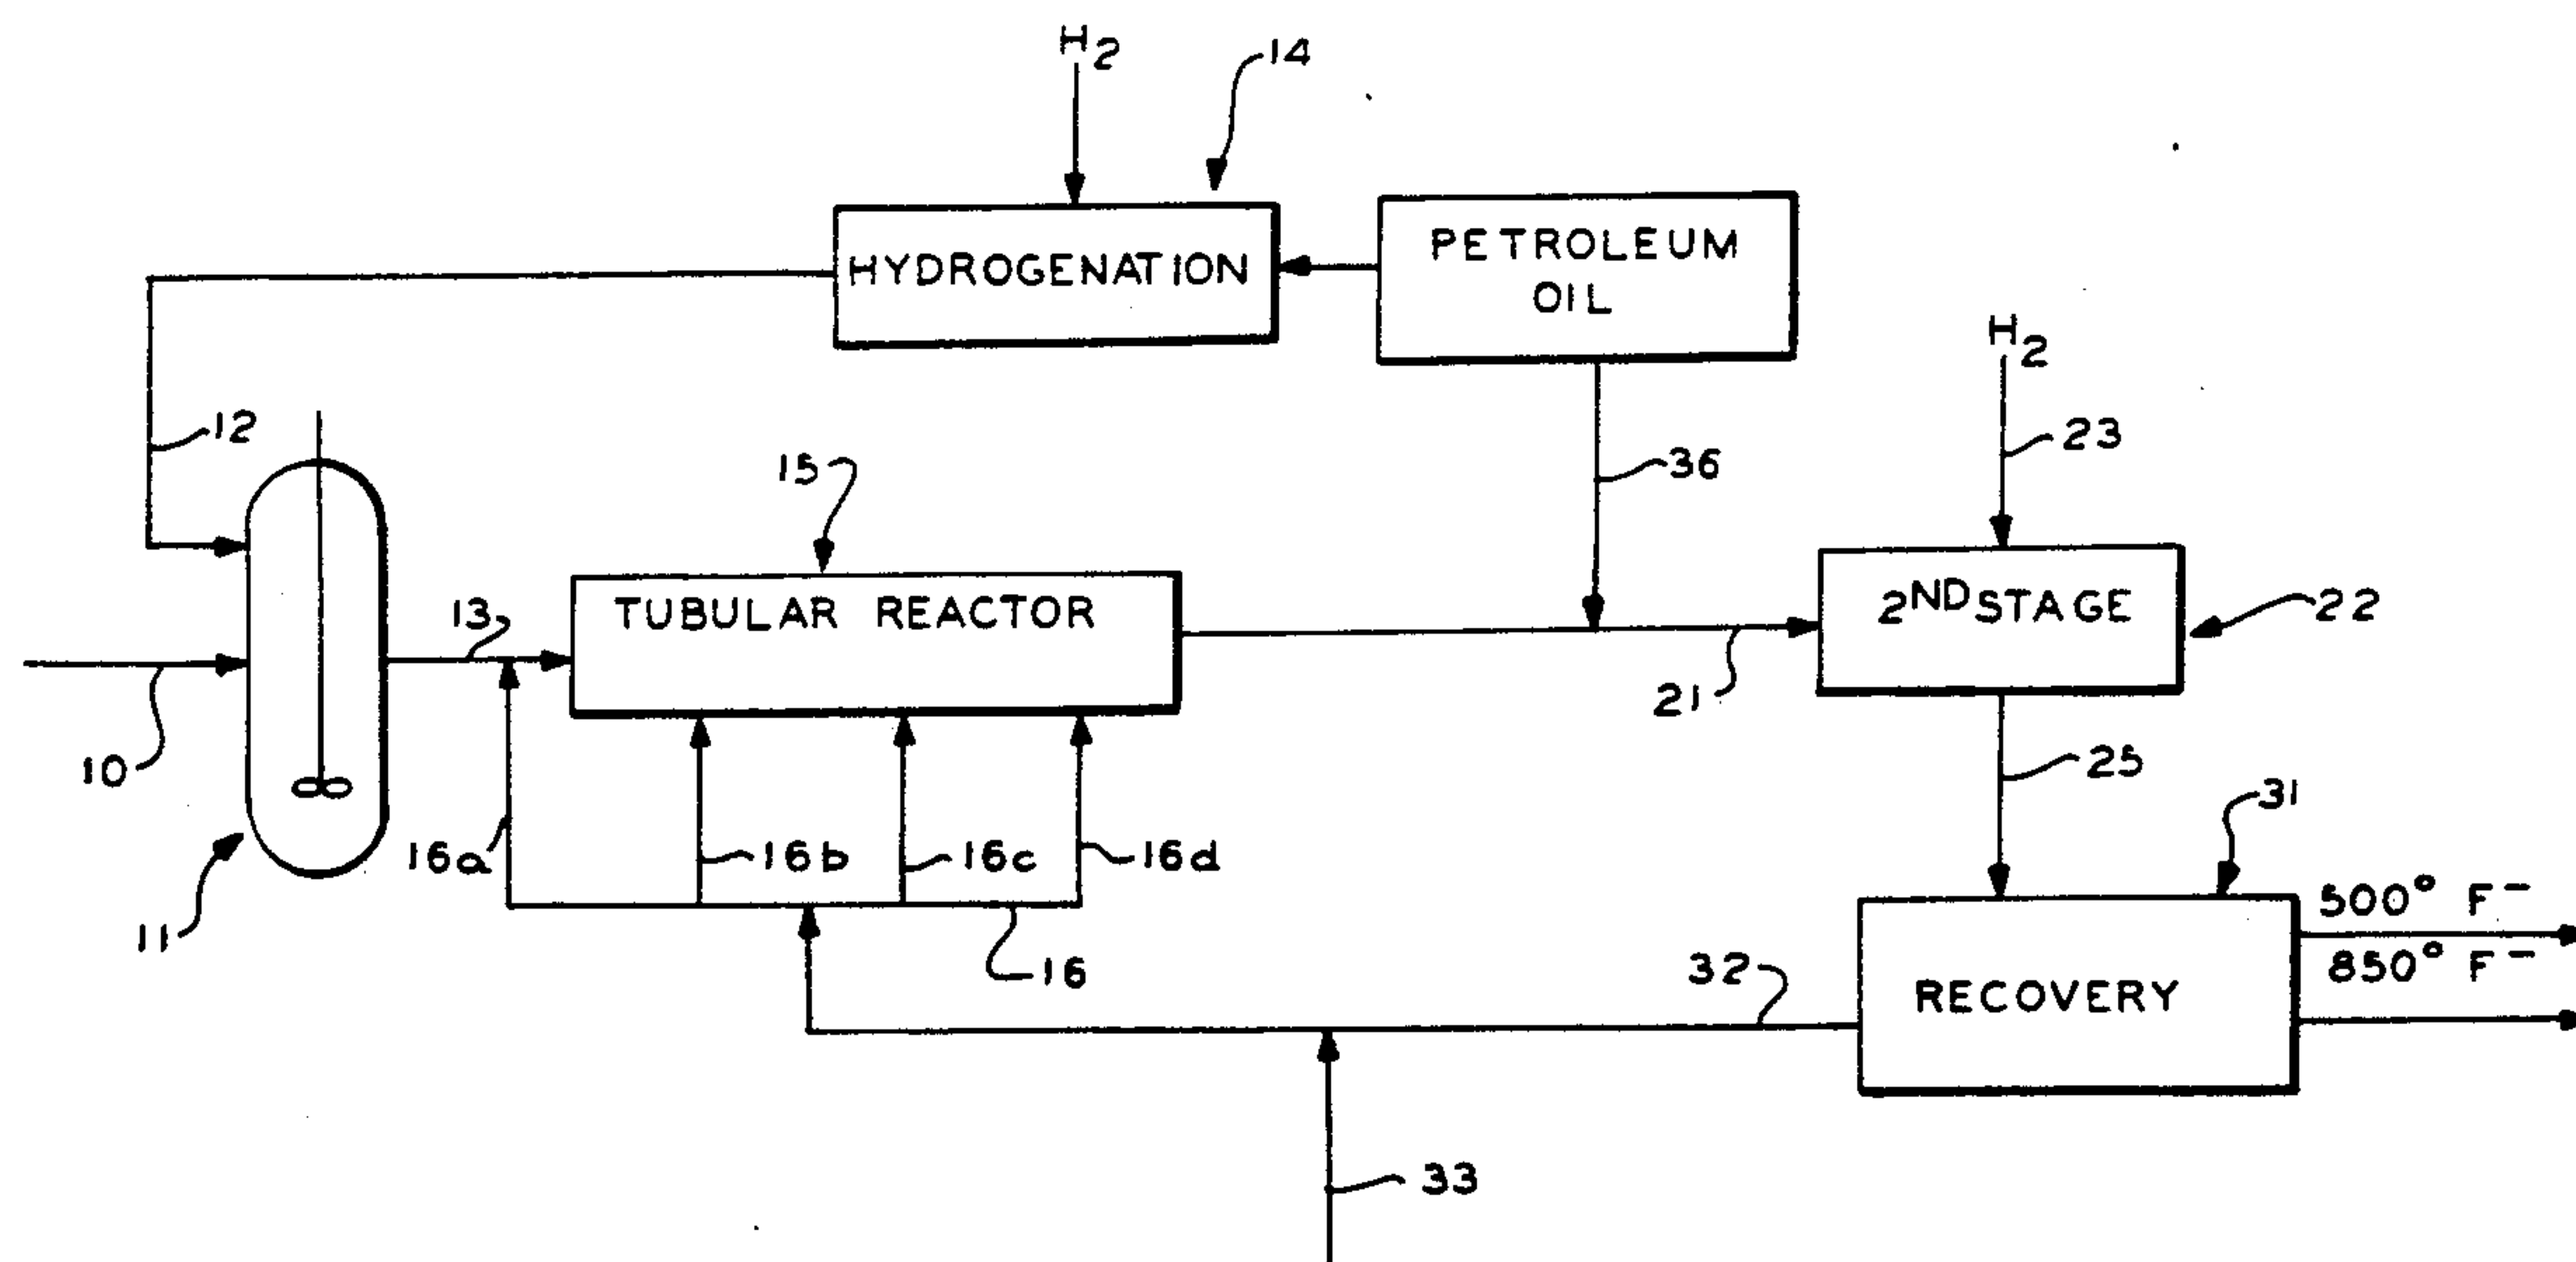 H2
14
HYDROGENATION
PETROLEUM
OIL
H2
12
23
15
36
TUBULAR REACTOR
2ND STAGE
22
13
21
10
25
31
16a
16b
16c
16d
500° F-
11
850° F-
16
32
RECOVERY
33